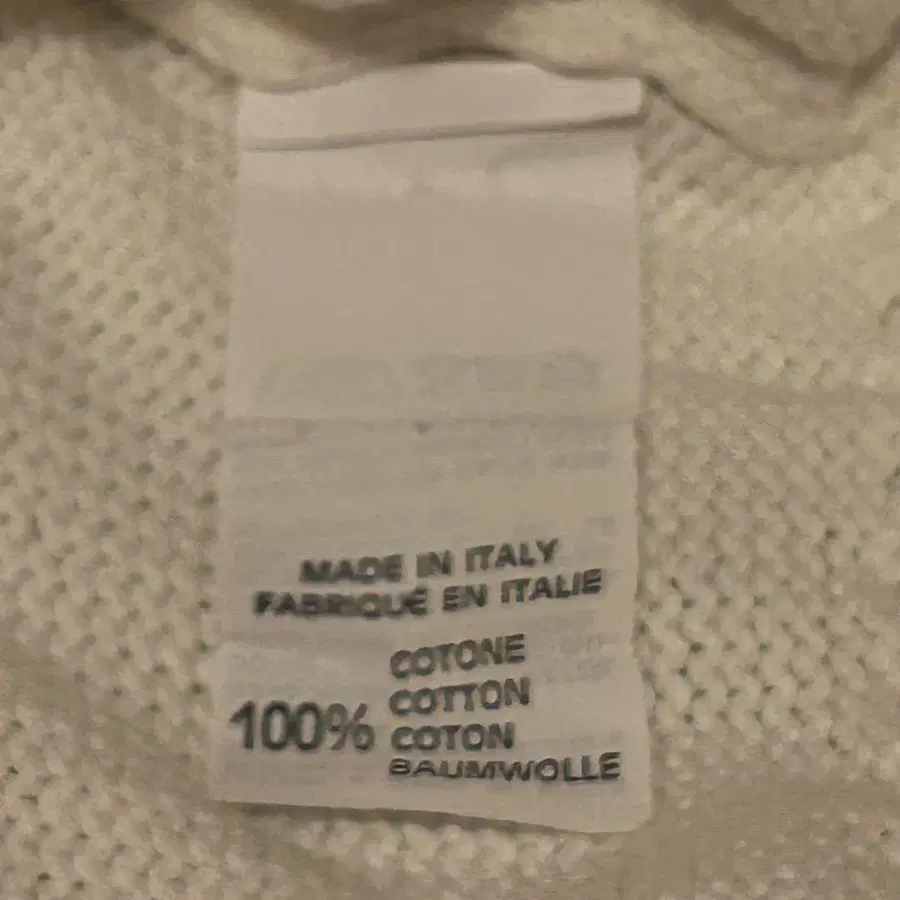 MADE IN ITALY
FABRIQUÉ EN ITALIE
COTONE
COTTON
100% COTON
BAUMWOLLE